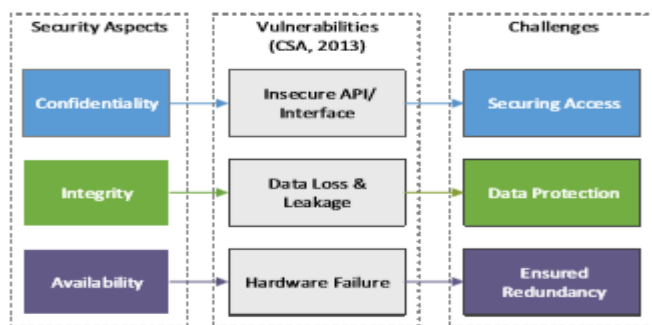 Security Aspects
Vulnerabilities
(CSA, 2013)
Challenges
Confidentiality
Insecure API/
Interface
Securing Access
Integrity
Data Loss &
Leakage
Data Protection
Availability
Hardware Failure
Ensured
Redundancy